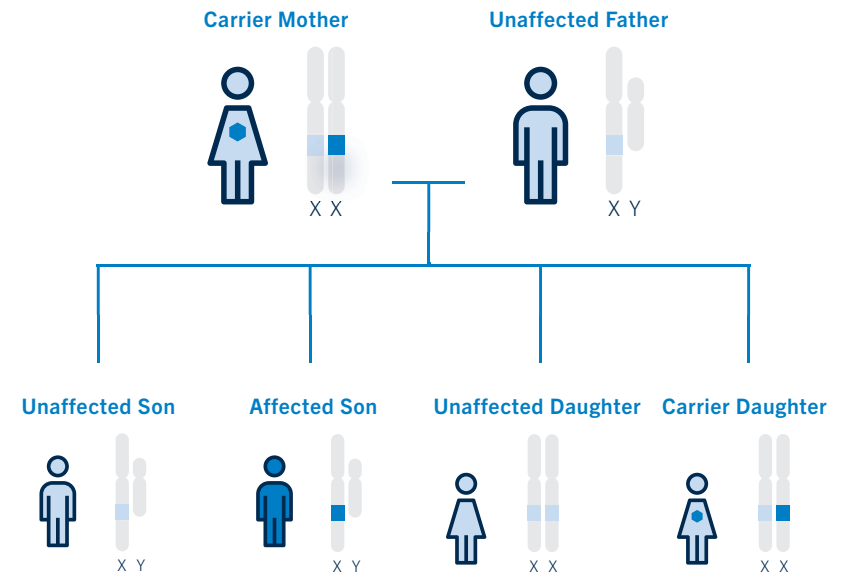 Carrier Mother
Unaffected Father
X X
X Y
Unaffected Son
Affected Son
Unaffected Daughter
Carrier Daughter
X Y
X Y
X X
X X